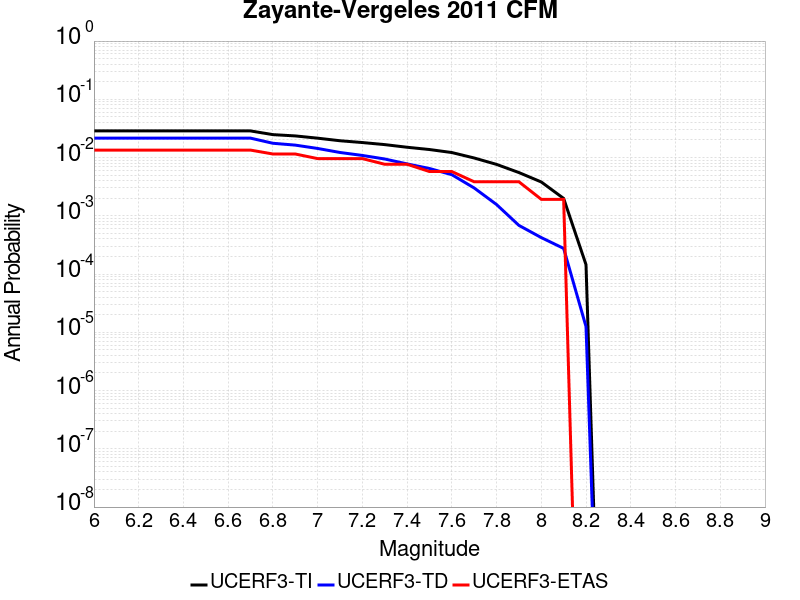 Zayante-Vergeles 2011 CFM
10^0
10^-1
10^-2
10^-3
10^-4
10^-5
10^-6
10^-7
10^-8
Annual Probability
6 6.2 6.4 6.6 6.8 7 7.2 7.4 7.6 7.8 8 8.2 8.4 8.6 8.8 9
Magnitude
UCERF3-TI UCERF3-TD UCERF3-ETAS